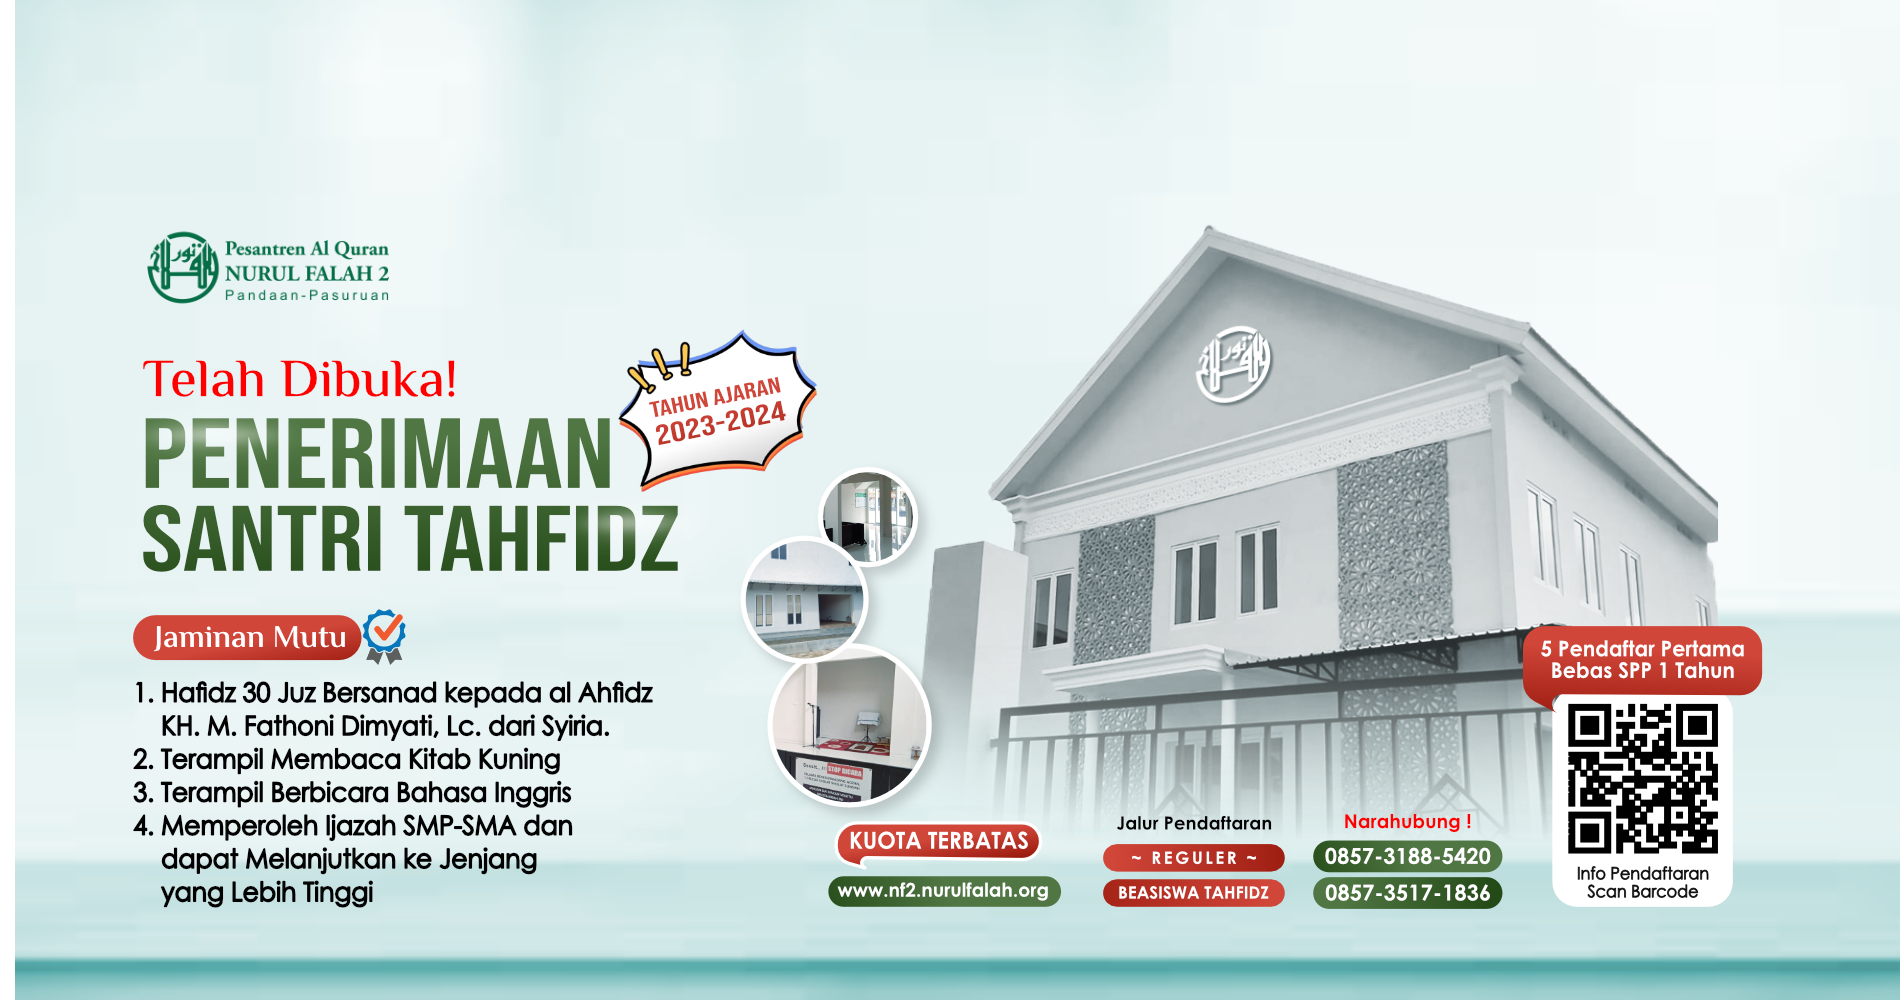 Pesantren Al Quran
NURUL FALAH 2
Pandaan-Pasuruan
Telah Dibuka!
TAHUN AJARAN
2023-2024
PENERIMAAN
SANTRI TAHFIDZ
Jaminan Mutu
1. Hafidz 30 Juz Bersanad kepada al Ahfidz
KH. M. Fathoni Dimyati, Lc. dari Syiria.
2. Terampil Membaca Kitab Kuning
3. Terampil Berbicara Bahasa Inggris
4. Memperoleh Ijazah SMP-SMA dan
dapat Melanjutkan ke Jenjang
yang Lebih Tinggi
STOP BICARA
KUOTA TERBATAS
www.nf2.nurulfalah.org
Jalur Pendaftaran
~ REGULER ~
BEASISWA TAHFIDZ
Narahubung !
0857-3188-5420
0857-3517-1836
5 Pendaftar Pertama
Bebas SPP 1 Tahun
Info Pendaftaran
Scan Barcode